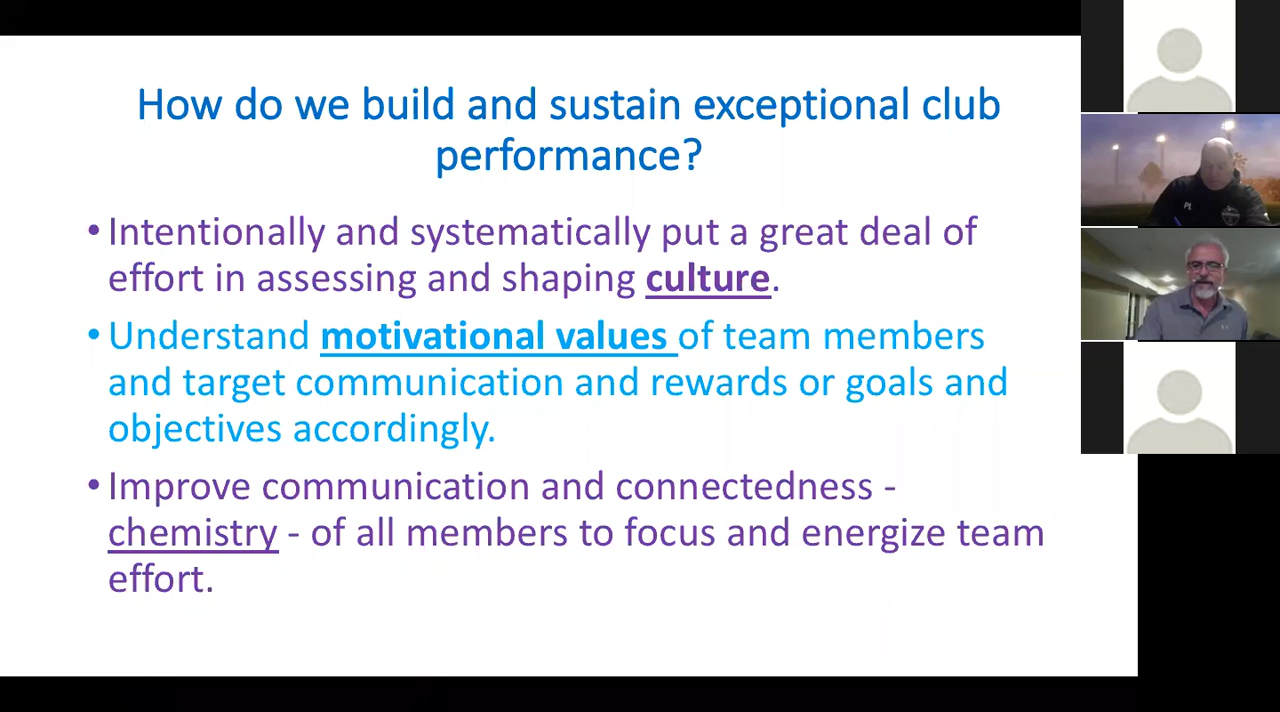 How do we build and sustain exceptional club
performance?
• Intentionally and systematically put a great deal of
effort in assessing and shaping culture.
• Understand motivational values of team members
and target communication and rewards or goals and
objectives accordingly.
• Improve communication and connectedness -
chemistry - of all members to focus and energize team
effort.
PL